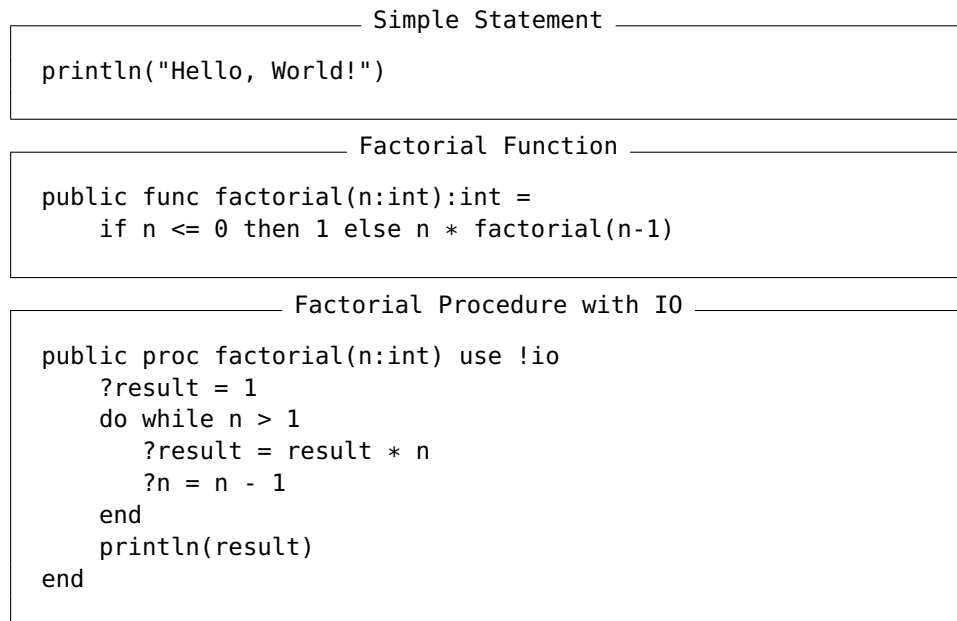 Simple Statement
println("Hello, World!")
Factorial Function
public func factorial(n:int):int =
    if n <= 0 then 1 else n * factorial(n-1)
Factorial Procedure with IO
public proc factorial(n:int) use !io
    ?result = 1
    do while n > 1
       ?result = result * n
       ?n = n - 1
    end
    println(result)
end